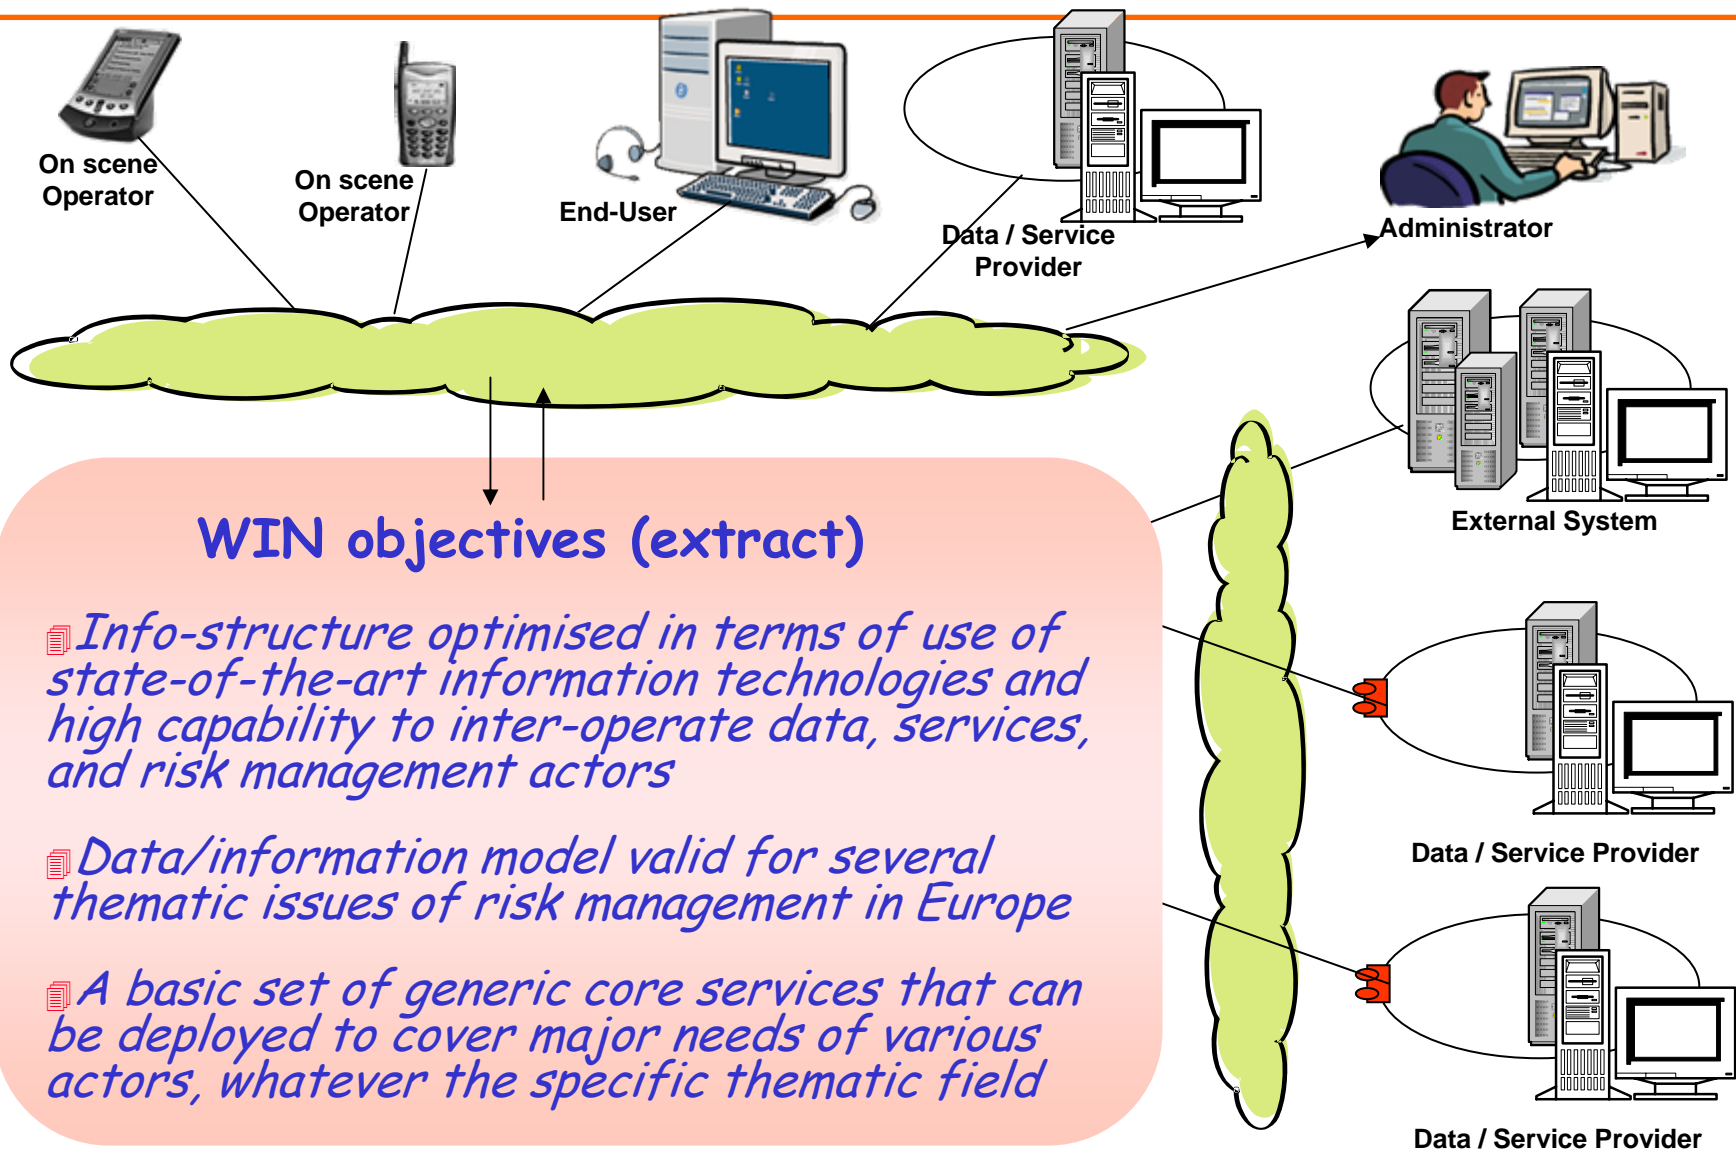 On scene
Operator
On scene
Operator
End-User
Data / Service
Provider
Administrator
External System
WIN objectives (extract)
Info-structure optimised in terms of use of
state-of-the-art information technologies and
high capability to inter-operate data, services,
and risk management actors
Data/information model valid for several
thematic issues of risk management in Europe
A basic set of generic core services that can
be deployed to cover major needs of various
actors, whatever the specific thematic field
Data / Service Provider
Data / Service Provider